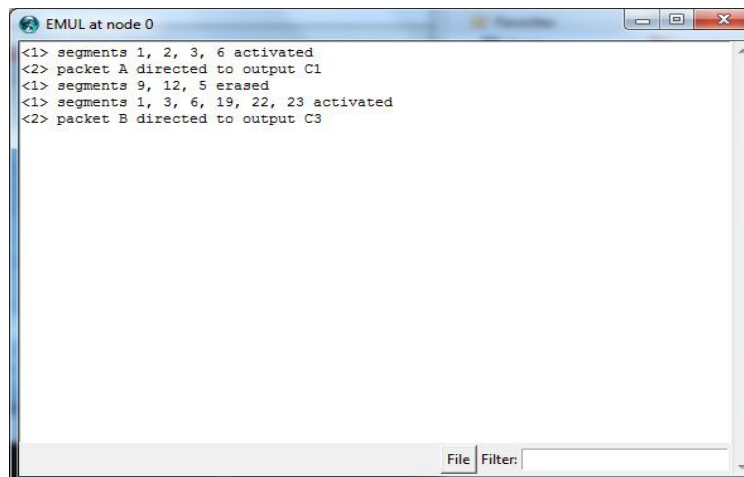 EMUL at node 0
<1> segments 1, 2, 3, 6 activated
<2> packet A directed to output C1
<1> segments 9, 12, 5 erased
<1> segments 1, 3, 6, 19, 22, 23 activated
<2> packet B directed to output C3
File Filter: